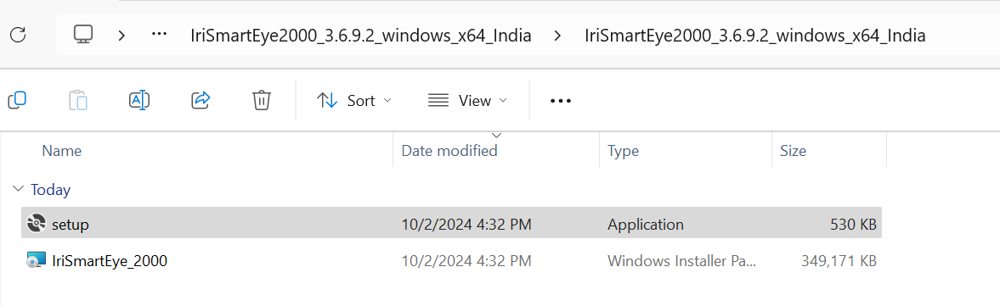 IriSmartEye2000_3.6.9.2_windows_x64_India > IriSmartEye2000_3.6.9.2_windows_x64_India
Sort View
Name Date modified Type Size
Today
setup 10/2/2024 4:32 PM Application 530 KB
IriSmartEye_2000 10/2/2024 4:32 PM Windows Installer Pa... 349,171 KB